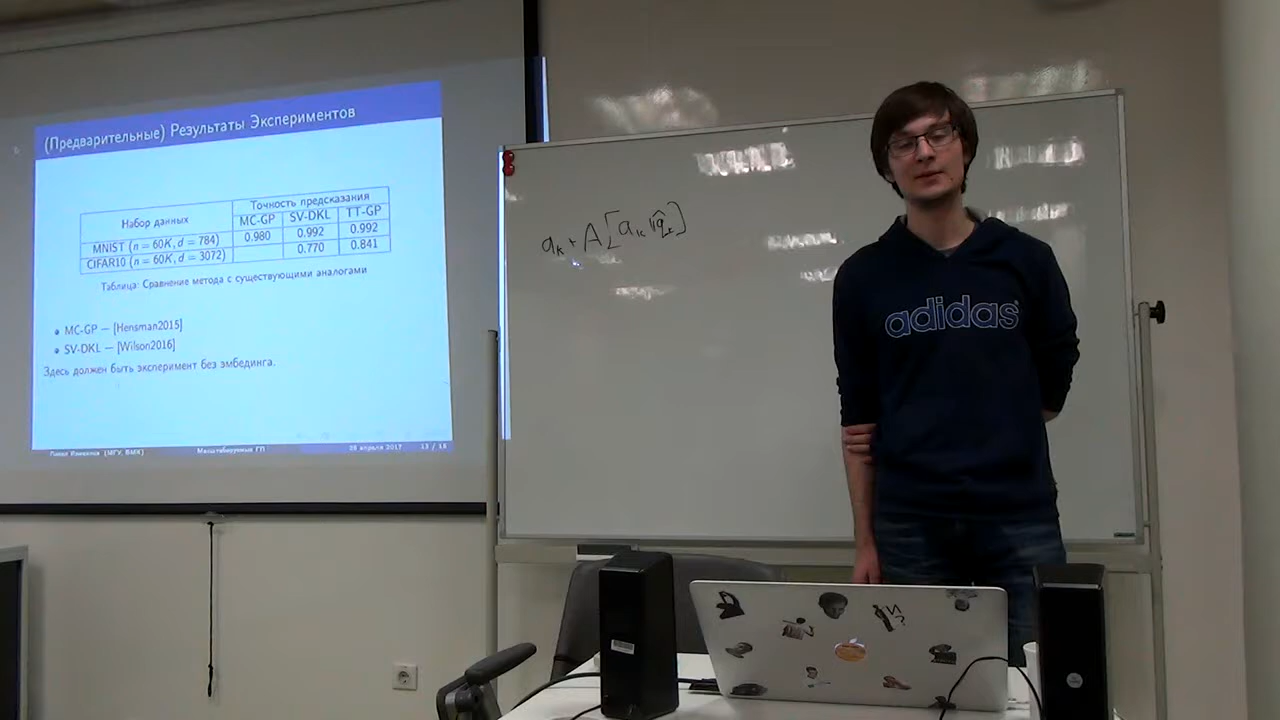 (Предварительные) Результаты Экспериментов
Набор данных
Точность предсказания
MC-GP SV-DKL TT-GP
MNIST (n = 60K, d = 784) 0.980 0.992 0.992
CIFAR10 (n = 60K, d = 3072) 0.770 0.841
Таблица: Сравнение метода с существующими аналогами
MC-GP — [Hensman2015]
SV-DKL — [Wilson2016]
Здесь должен быть эксперимент без эмбединга.
(МГУ, ВМК) Масштабируемые ГП 28 апреля 2017 13 / 15
adidas
И?